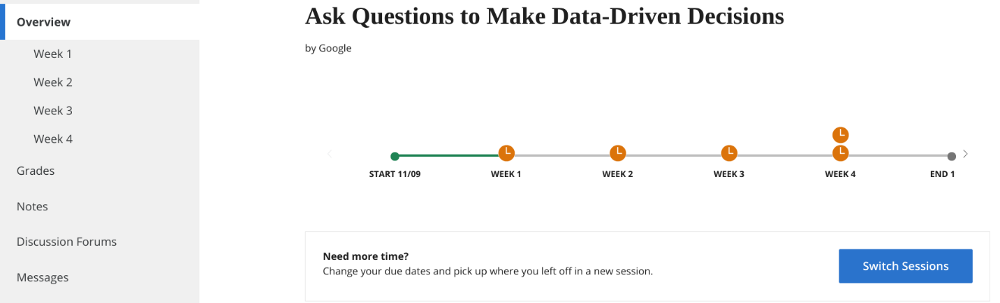 Overview
Week 1
Week 2
Week 3
Week 4
Grades
Notes
Discussion Forums
Messages
Ask Questions to Make Data-Driven Decisions
by Google
START 11/09
WEEK 1
WEEK 2
WEEK 3
WEEK 4
END 1
Need more time?
Change your due dates and pick up where you left off in a new session.
Switch Sessions